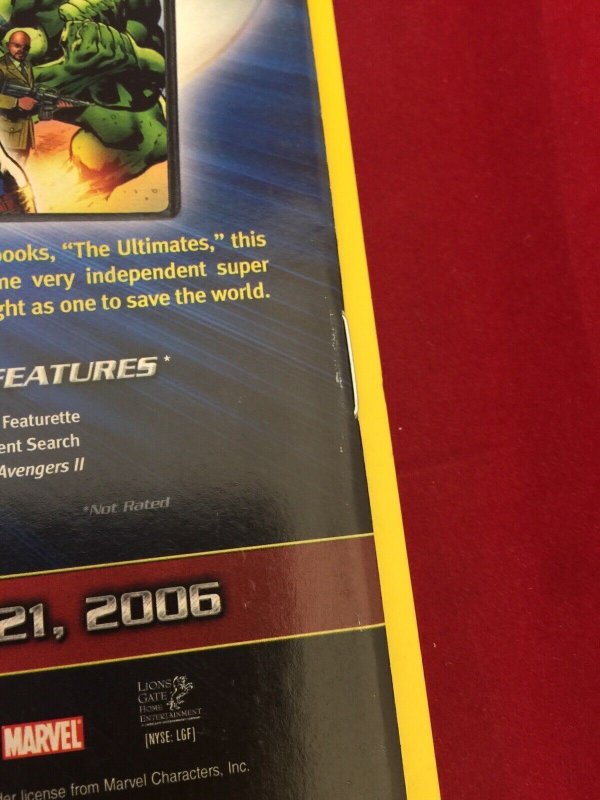 ooks, “The Ultimates,” this
me very independent super
ght as one to save the world.
FEATURES*
Featurette
ent Search
Avengers II
*Not Rated
21, 2006
LIONS
GATE
HOME
ENTERTAINMENT
MARVEL
[NYSE: LGF]
der license from Marvel Characters, Inc.